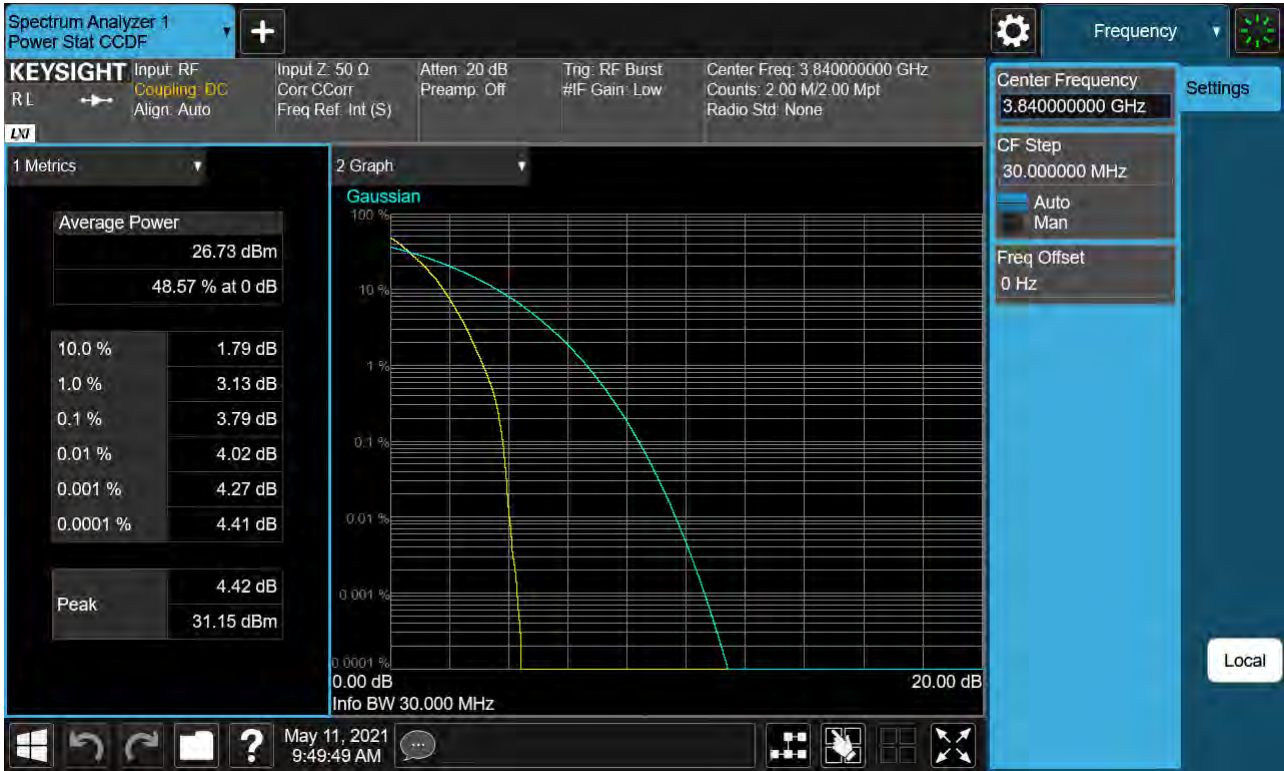 Spectrum Analyzer 1
Power Stat CCDF
Frequency
KEYSIGHT
RL
LXI
Input: RF
Coupling: DC
Align: Auto
Input Z: 50 Ω
Corr CCorr
Freq Ref: Int (S)
Atten: 20 dB
Preamp: Off
Trig: RF Burst
#IF Gain: Low
Center Freq: 3.840000000 GHz
Counts: 2.00 M/2.00 Mpt
Radio Std: None
Center Frequency
3.840000000 GHz
Settings
CF Step
30.000000 MHz
Auto
Man
Freq Offset
0 Hz
Local
1 Metrics
Average Power
26.73 dBm
48.57 % at 0 dB
10.0 % 1.79 dB
1.0 % 3.13 dB
0.1 % 3.79 dB
0.01 % 4.02 dB
0.001 % 4.27 dB
0.0001 % 4.41 dB
Peak
4.42 dB
31.15 dBm
2 Graph
Gaussian
100 %
10 %
1 %
0.1 %
0.01 %
0.001 %
0.0001 %
0.00 dB 20.00 dB
Info BW 30.000 MHz
?
May 11, 2021
9:49:49 AM